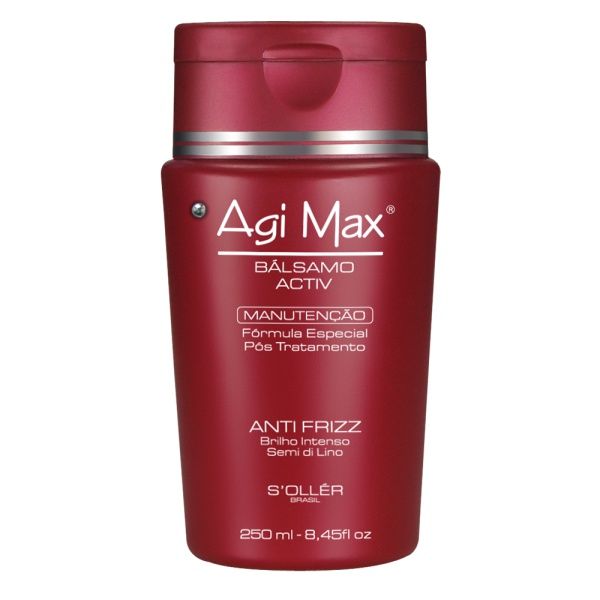 Agi Max®
BÁLSAMO
ACTIV
MANUTENÇÃO
Fórmula Especial
Pós Tratamento
ANTI FRIZZ
Brilho Intenso
Semi di Lino
S'OLLÉR
BRASIL
250 ml - 8,45fl oz